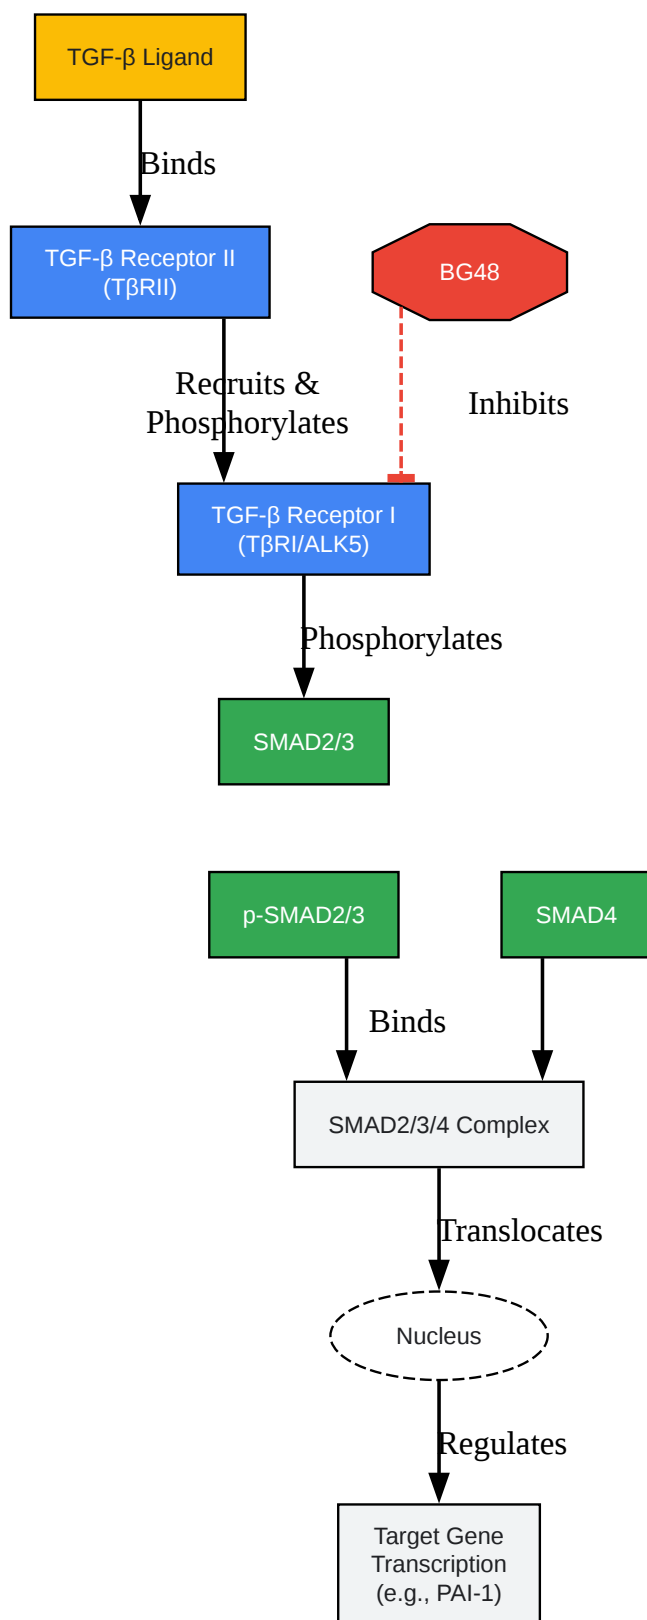 TGF-β Ligand
Binds
TGF-β Receptor II
(TβRII)
BG48
Recruits &
Phosphorylates
Inhibits
TGF-β Receptor I
(TβRI/ALK5)
Phosphorylates
SMAD2/3
p-SMAD2/3
SMAD4
Binds
SMAD2/3/4 Complex
Translocates
Nucleus
Regulates
Target Gene
Transcription
(e.g., PAI-1)